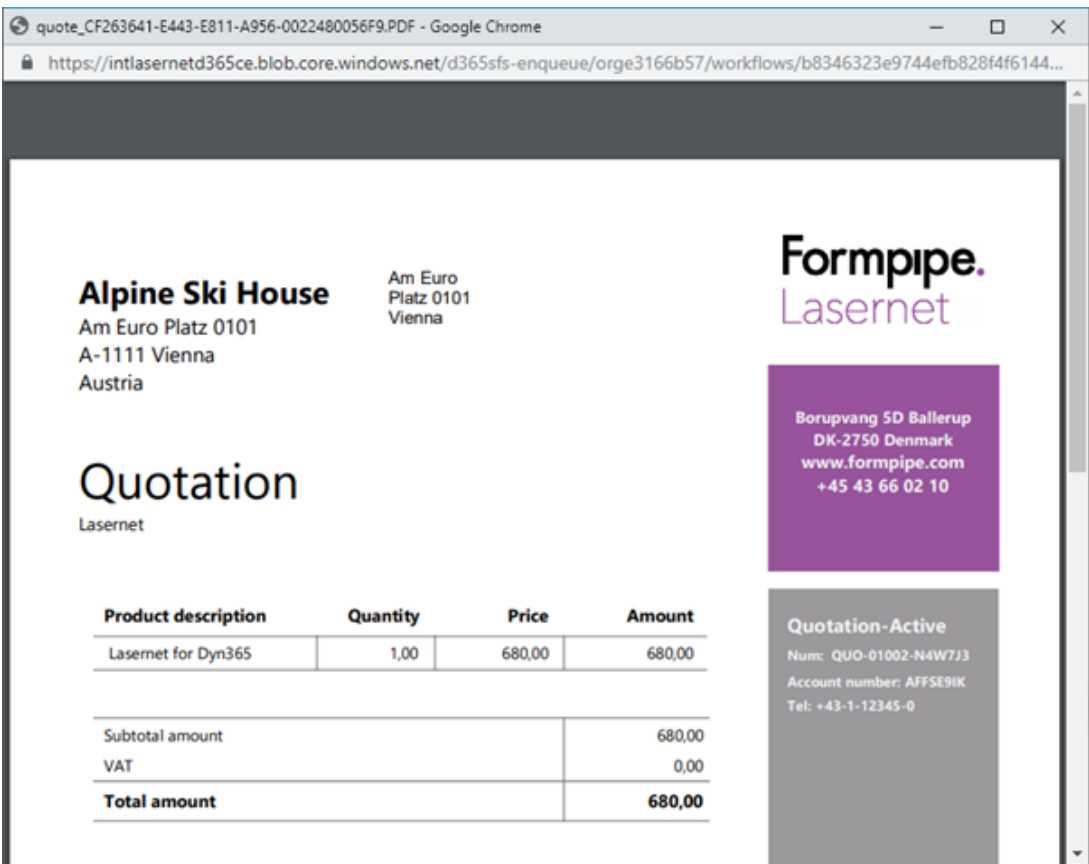 quote_CF263641-E443-E811-A956-0022480056F9.PDF - Google Chrome
https://intlasernetd365ce.blob.core.windows.net/d365sfs-enqueue/orge3166b57/workflows/b8346323e9744efb828f4f6144...
Formpipe.
Lasernet
Alpine Ski House
Am Euro Platz 0101
A-1111 Vienna
Austria
Am Euro
Platz 0101
Vienna
Borupvang 5D Ballerup
DK-2750 Denmark
www.formpipe.com
+45 43 66 02 10
Quotation
Lasernet
Product description Quantity Price Amount
Lasernet for Dyn365 1,00 680,00 680,00
Subtotal amount 680,00
VAT 0,00
Total amount 680,00
Quotation-Active
Num: QUO-01002-N4W7J3
Account number: AFFSE9IK
Tel: +43-1-12345-0